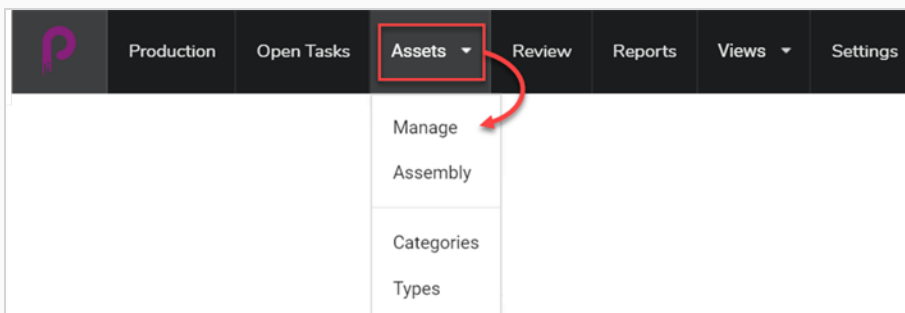 Production Open Tasks Assets Review Reports Views Settings
Manage
Assembly
Categories
Types